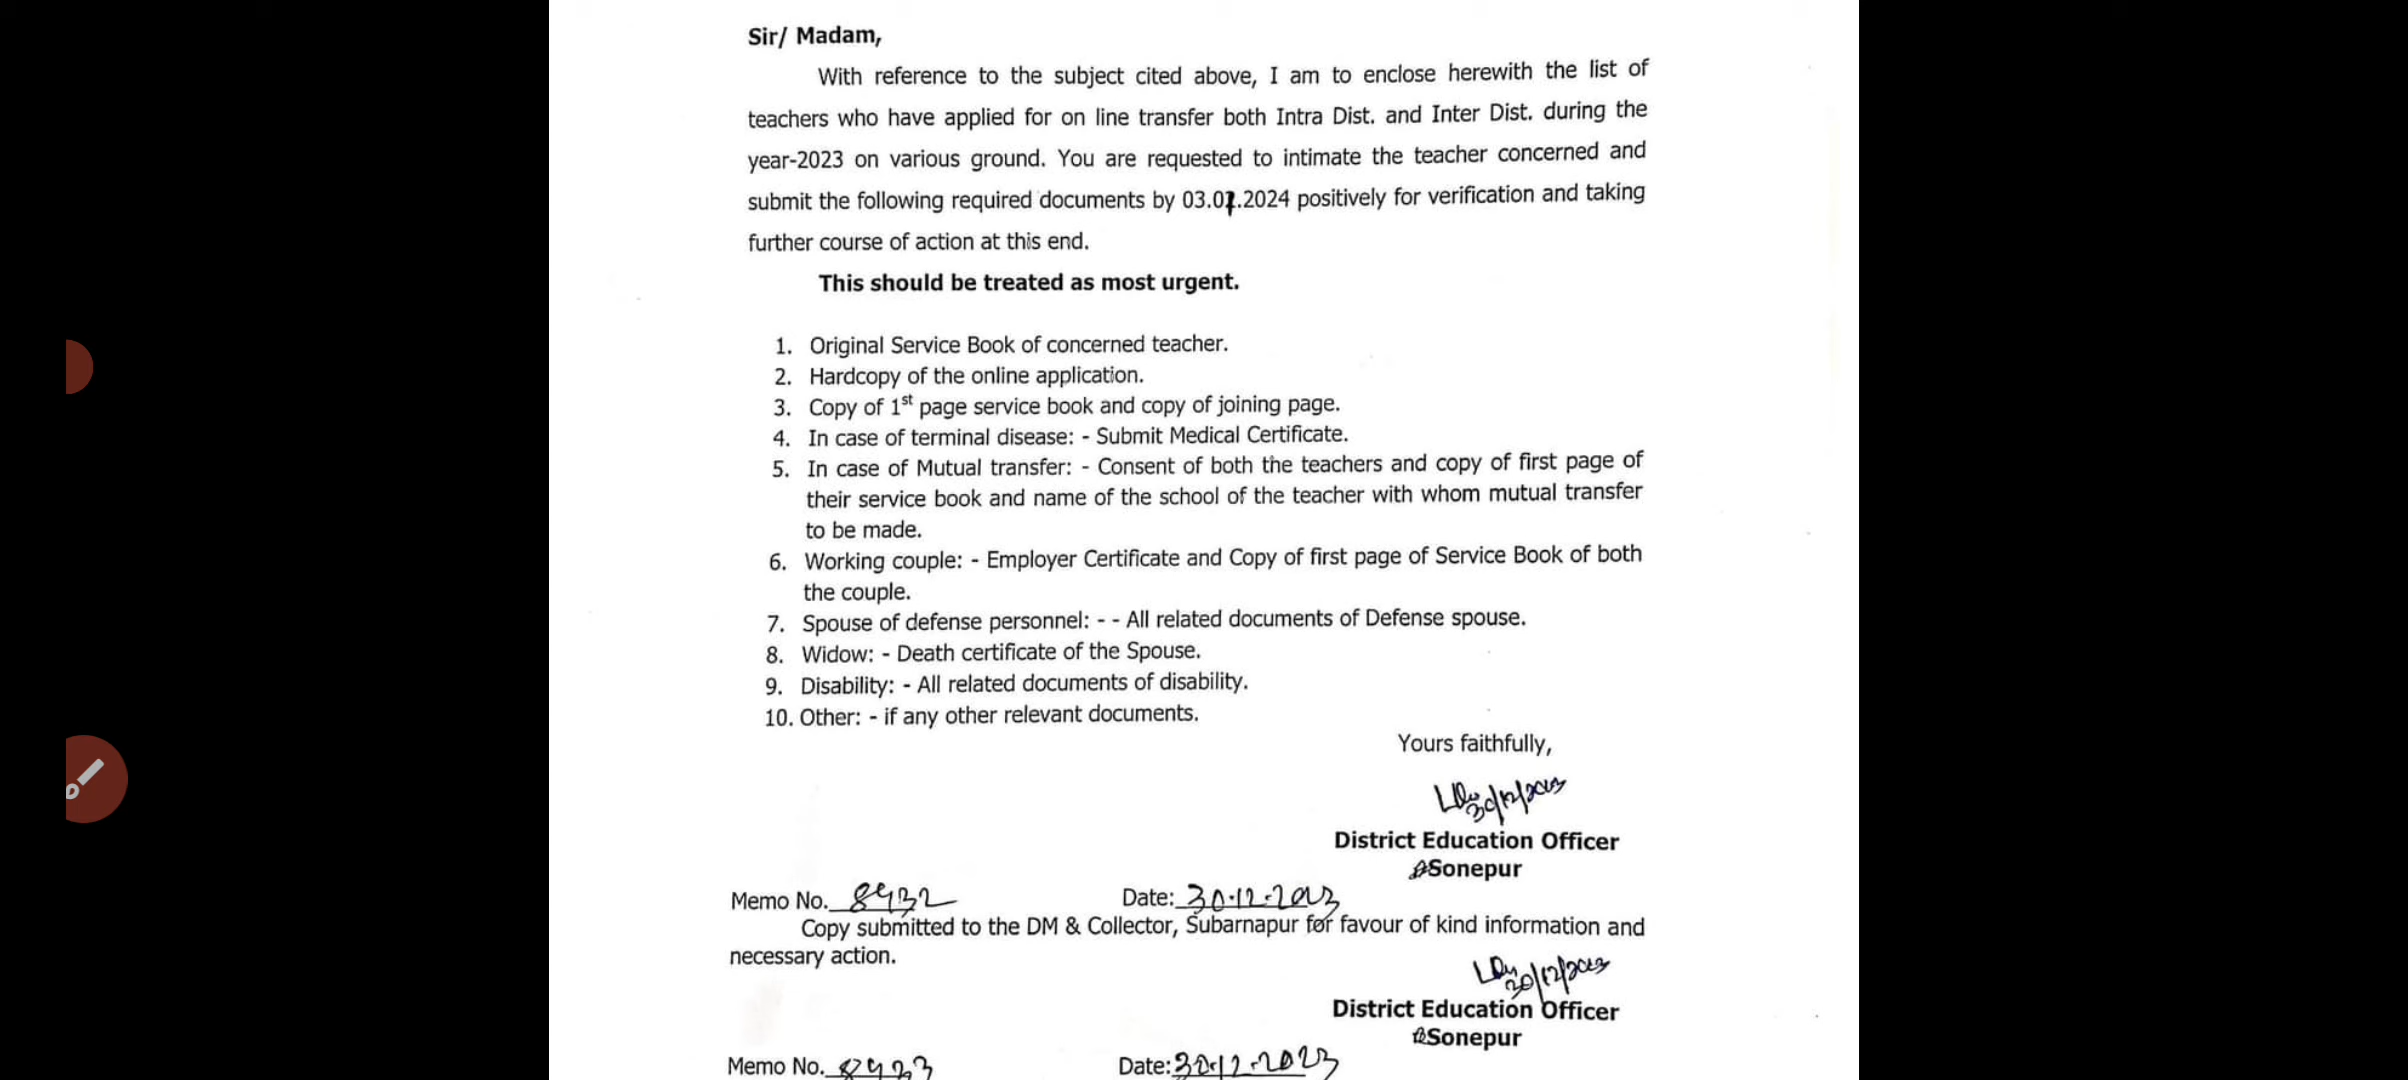 Sir/ Madam,
With reference to the subject cited above, I am to enclose herewith the list of
teachers who have applied for on line transfer both Intra Dist. and Inter Dist. during the
year-2023 on various ground. You are requested to intimate the teacher concerned and
submit the following required documents by 03.01.2024 positively for verification and taking
further course of action at this end.
This should be treated as most urgent.
1. Original Service Book of concerned teacher.
2. Hardcopy of the online application.
3. Copy of 1st page service book and copy of joining page.
4. In case of terminal disease: - Submit Medical Certificate.
5. In case of Mutual transfer: - Consent of both the teachers and copy of first page of
their service book and name of the school of the teacher with whom mutual transfer
to be made.
6. Working couple: - Employer Certificate and Copy of first page of Service Book of both
the couple.
7. Spouse of defense personnel: - - All related documents of Defense spouse.
8. Widow: - Death certificate of the Spouse.
9. Disability: - All related documents of disability.
10. Other: - if any other relevant documents.
Yours faithfully,
30/12/2023
District Education Officer
Sonepur
Memo No. 8432 Date: 30.12.2023
Copy submitted to the DM & Collector, Subarnapur for favour of kind information and
necessary action.
30/12/2023
District Education Officer
Sonepur
Memo No. 8433 Date: 30.12.2023